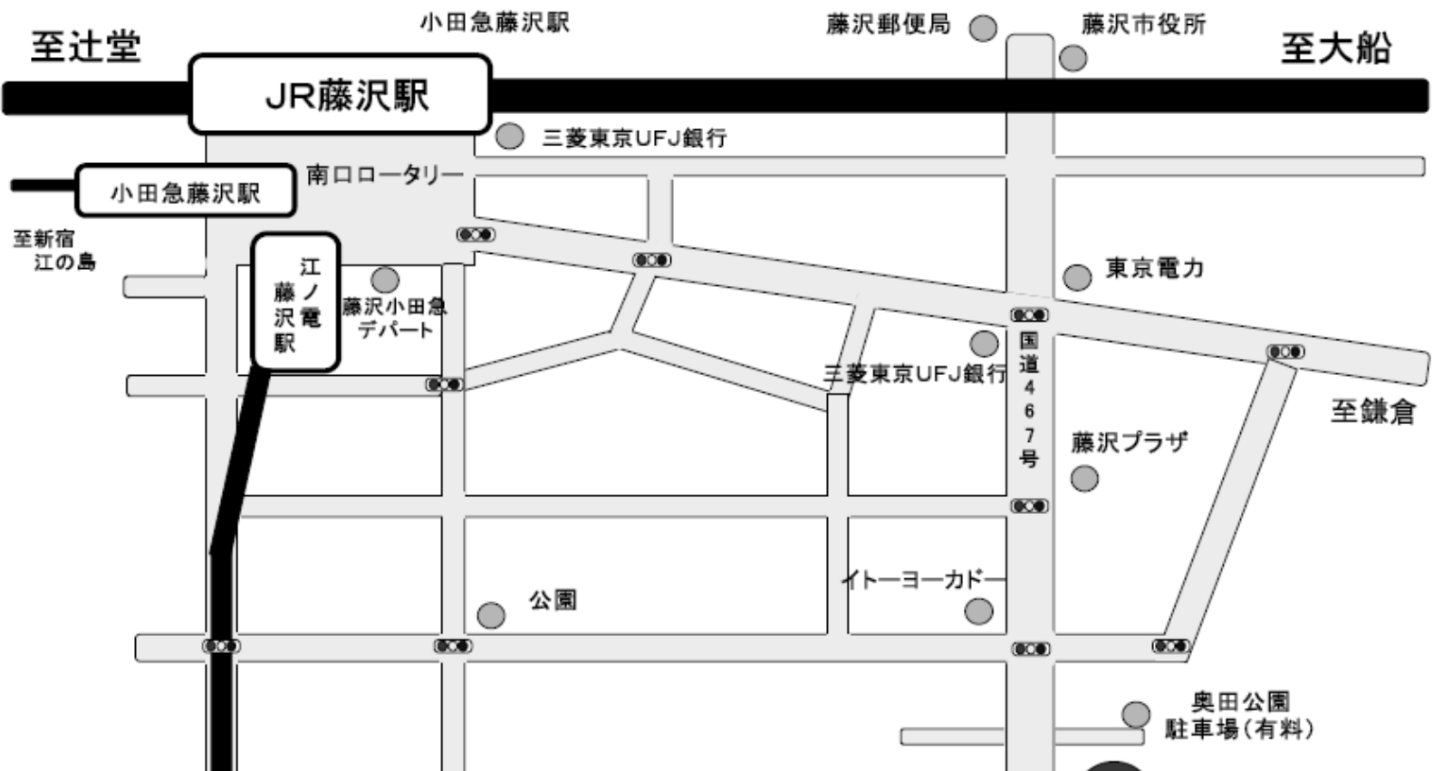 小田急藤沢駅
藤沢郵便局
藤沢市役所
至辻堂
至大船
JR藤沢駅
三菱東京UFJ銀行
南口ロータリー
小田急藤沢駅
至新宿
江の島
江ノ電
藤沢駅
藤沢小田急
デパート
東京電力
国道467号
三菱東京UFJ銀行
至鎌倉
藤沢プラザ
イトーヨーカドー
公園
奥田公園
駐車場(有料)